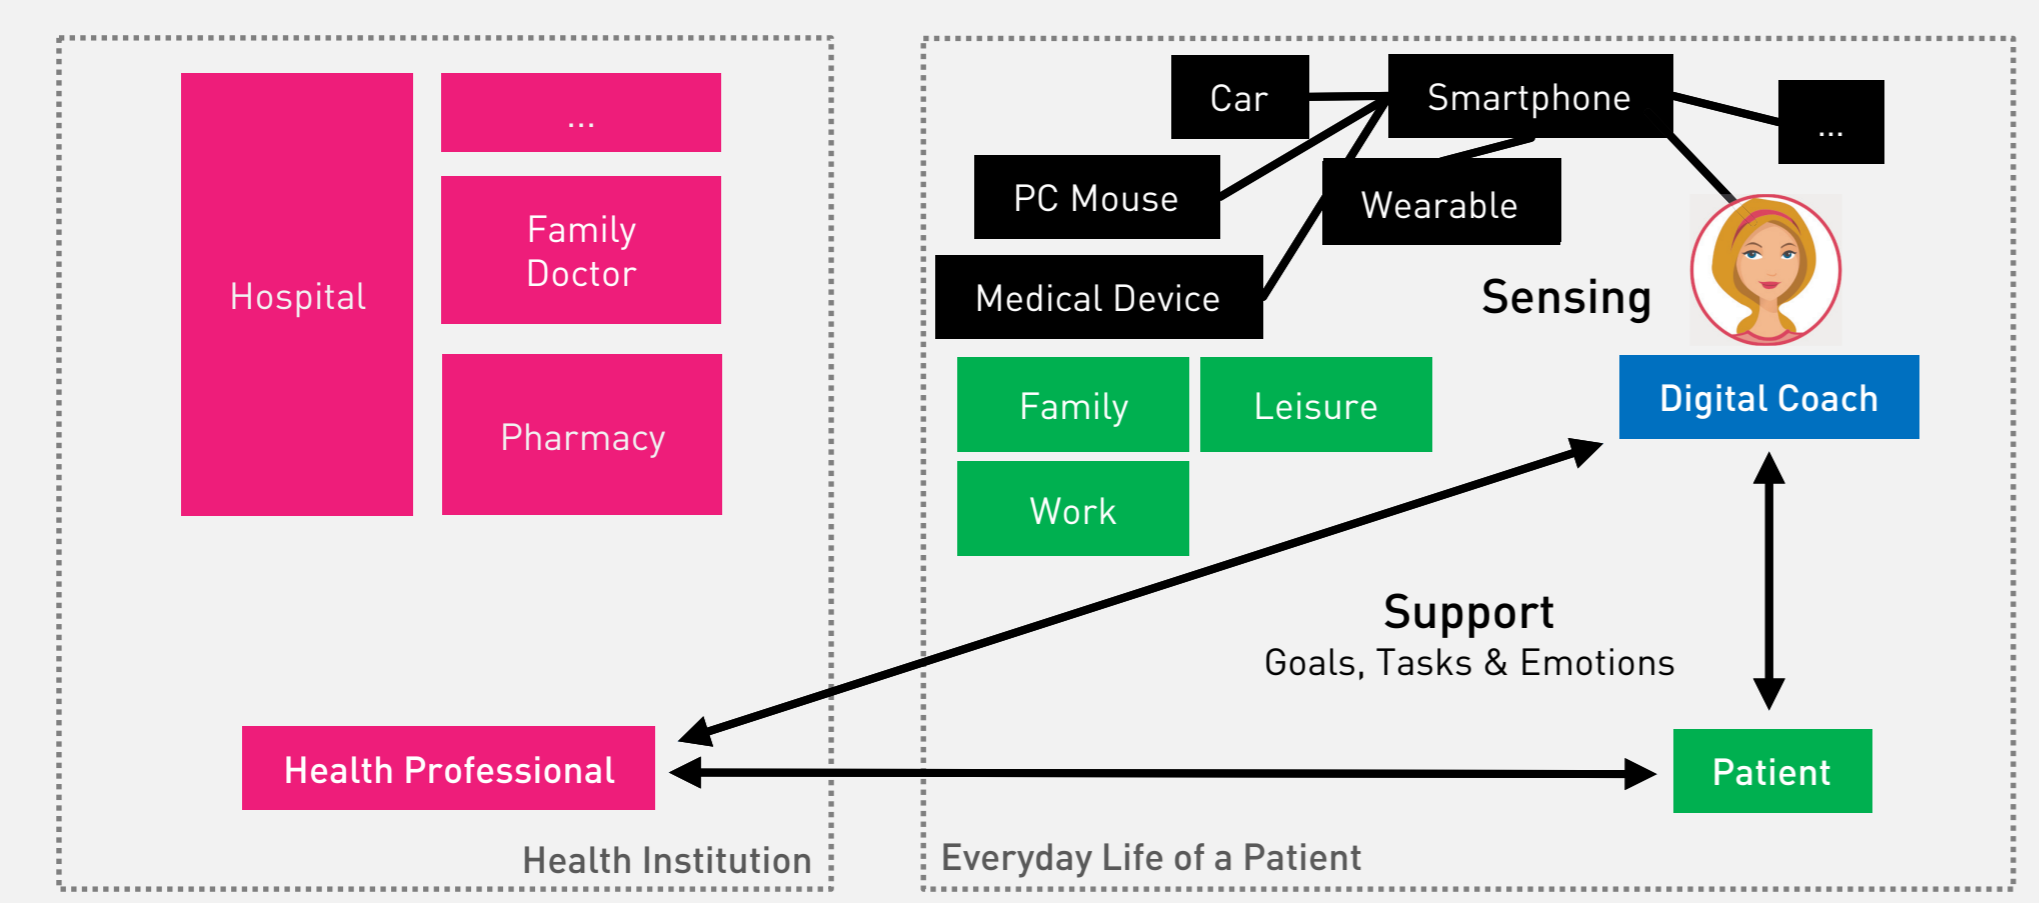 Hospital
...
Family
Doctor
Pharmacy
Health Professional
Health Institution
Car
Smartphone
...
PC Mouse
Wearable
Medical Device
Sensing
Family
Leisure
Digital Coach
Work
Support
Goals, Tasks & Emotions
Patient
Everyday Life of a Patient